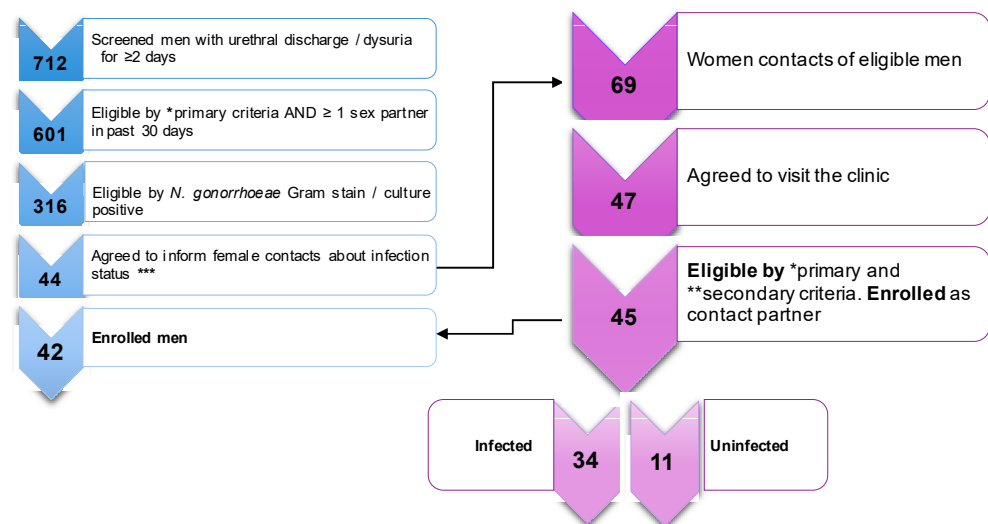 712
Screened men with urethral discharge / dysuria
for ≥2 days
601
Eligible by *primary criteria AND ≥ 1 sex partner
in past 30 days
316
Eligible by N. gonorrhoeae Gram stain / culture
positive
44
Agreed to inform female contacts about infection
status ***
42
Enrolled men
69
Women contacts of eligible men
47
Agreed to visit the clinic
45
Eligible by *primary and
**secondary criteria. Enrolled as
contact partner
Infected
34
11
Uninfected